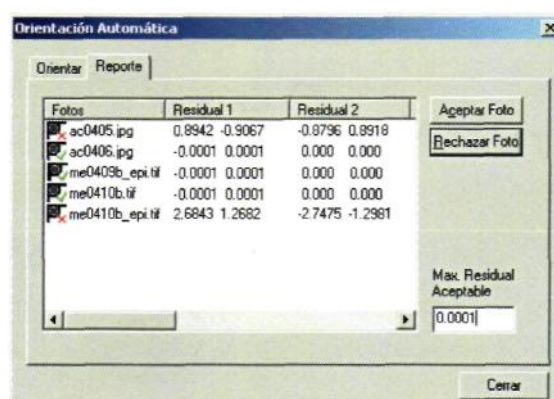 Orientación Automática
Orientar Reporte
Fotos Residual 1 Residual 2
ac0405.jpg 0.8942 -0.9067 -0.8796 0.8918
ac0406.jpg -0.0001 0.0001 0.000 0.000
me0409b_epi.tif -0.0001 0.0001 0.000 0.000
me0410b.tif -0.0001 0.0001 0.000 0.000
me0410b_epi.tif 2.6843 1.2682 -2.7475 -1.2981
Aceptar Foto
Rechazar Foto
Max. Residual
Aceptable
0.0001
Cerrar